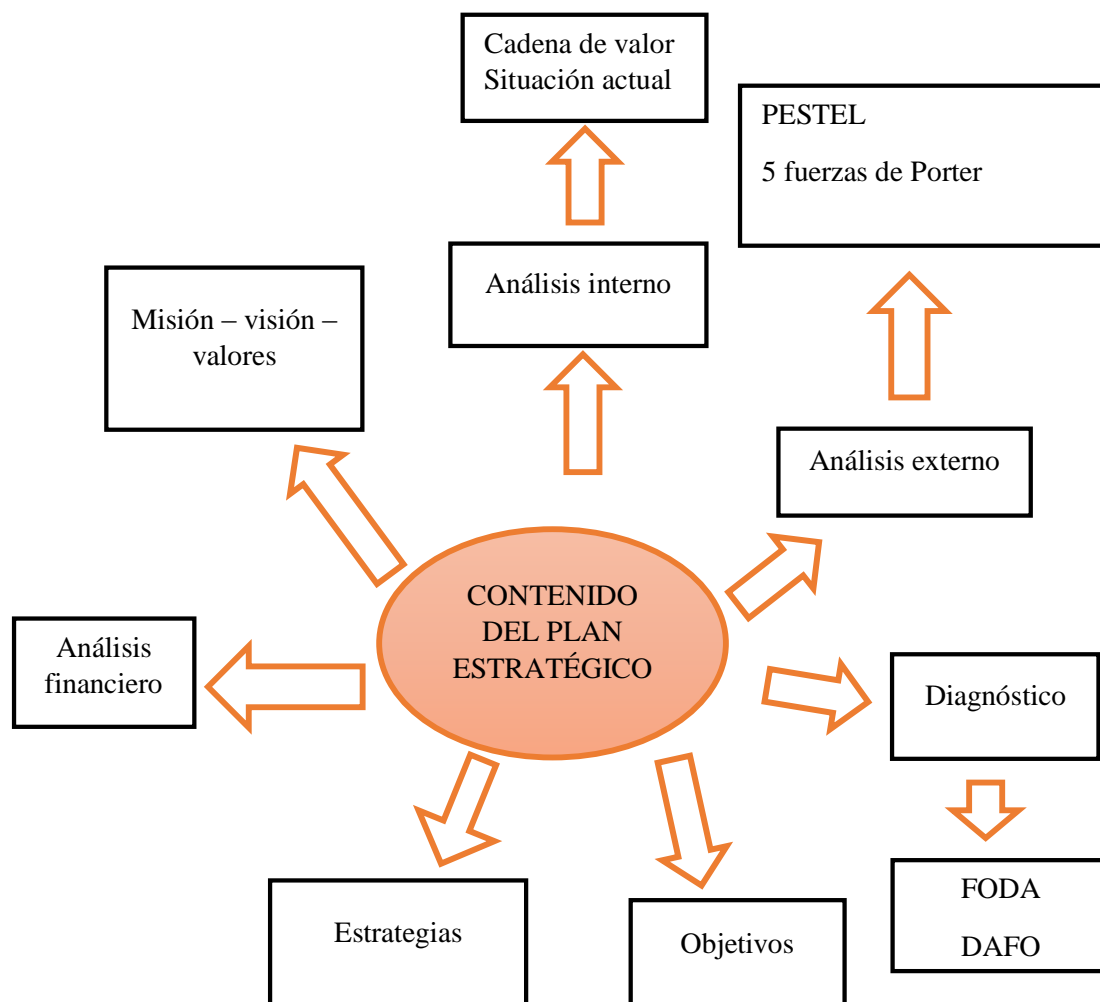 Cadena de valor
Situación actual
PESTEL
5 fuerzas de Porter
Análisis interno
Misión – visión –
valores
Análisis externo
CONTENIDO
DEL PLAN
ESTRATÉGICO
Análisis
financiero
Diagnóstico
Estrategias
Objetivos
FODA
DAFO